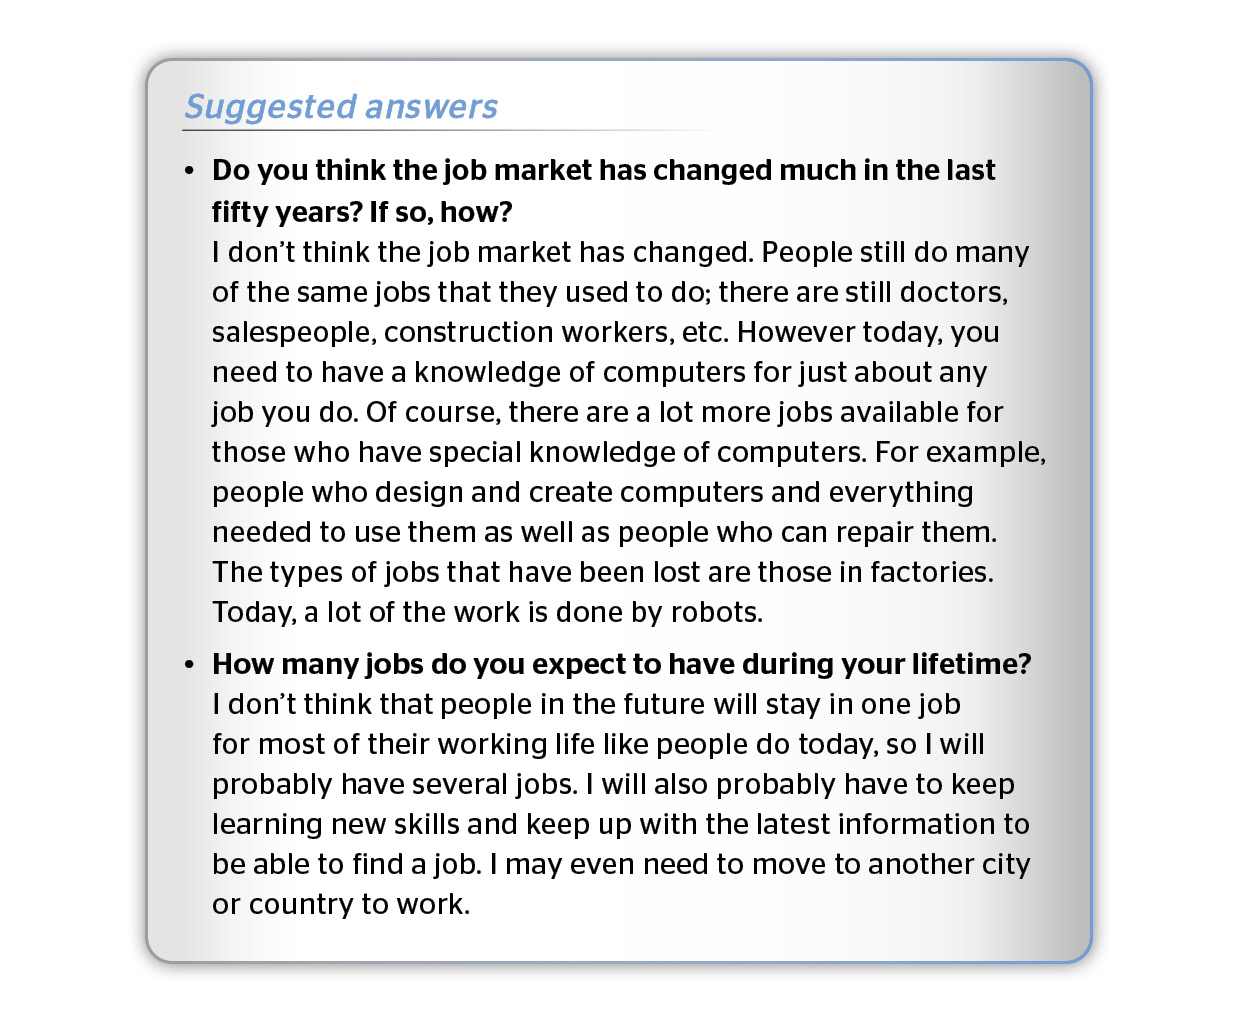 Suggested answers
• Do you think the job market has changed much in the last
fifty years? If so, how?
I don’t think the job market has changed. People still do many
of the same jobs that they used to do; there are still doctors,
salespeople, construction workers, etc. However today, you
need to have a knowledge of computers for just about any
job you do. Of course, there are a lot more jobs available for
those who have special knowledge of computers. For example,
people who design and create computers and everything
needed to use them as well as people who can repair them.
The types of jobs that have been lost are those in factories.
Today, a lot of the work is done by robots.
• How many jobs do you expect to have during your lifetime?
I don’t think that people in the future will stay in one job
for most of their working life like people do today, so I will
probably have several jobs. I will also probably have to keep
learning new skills and keep up with the latest information to
be able to find a job. I may even need to move to another city
or country to work.